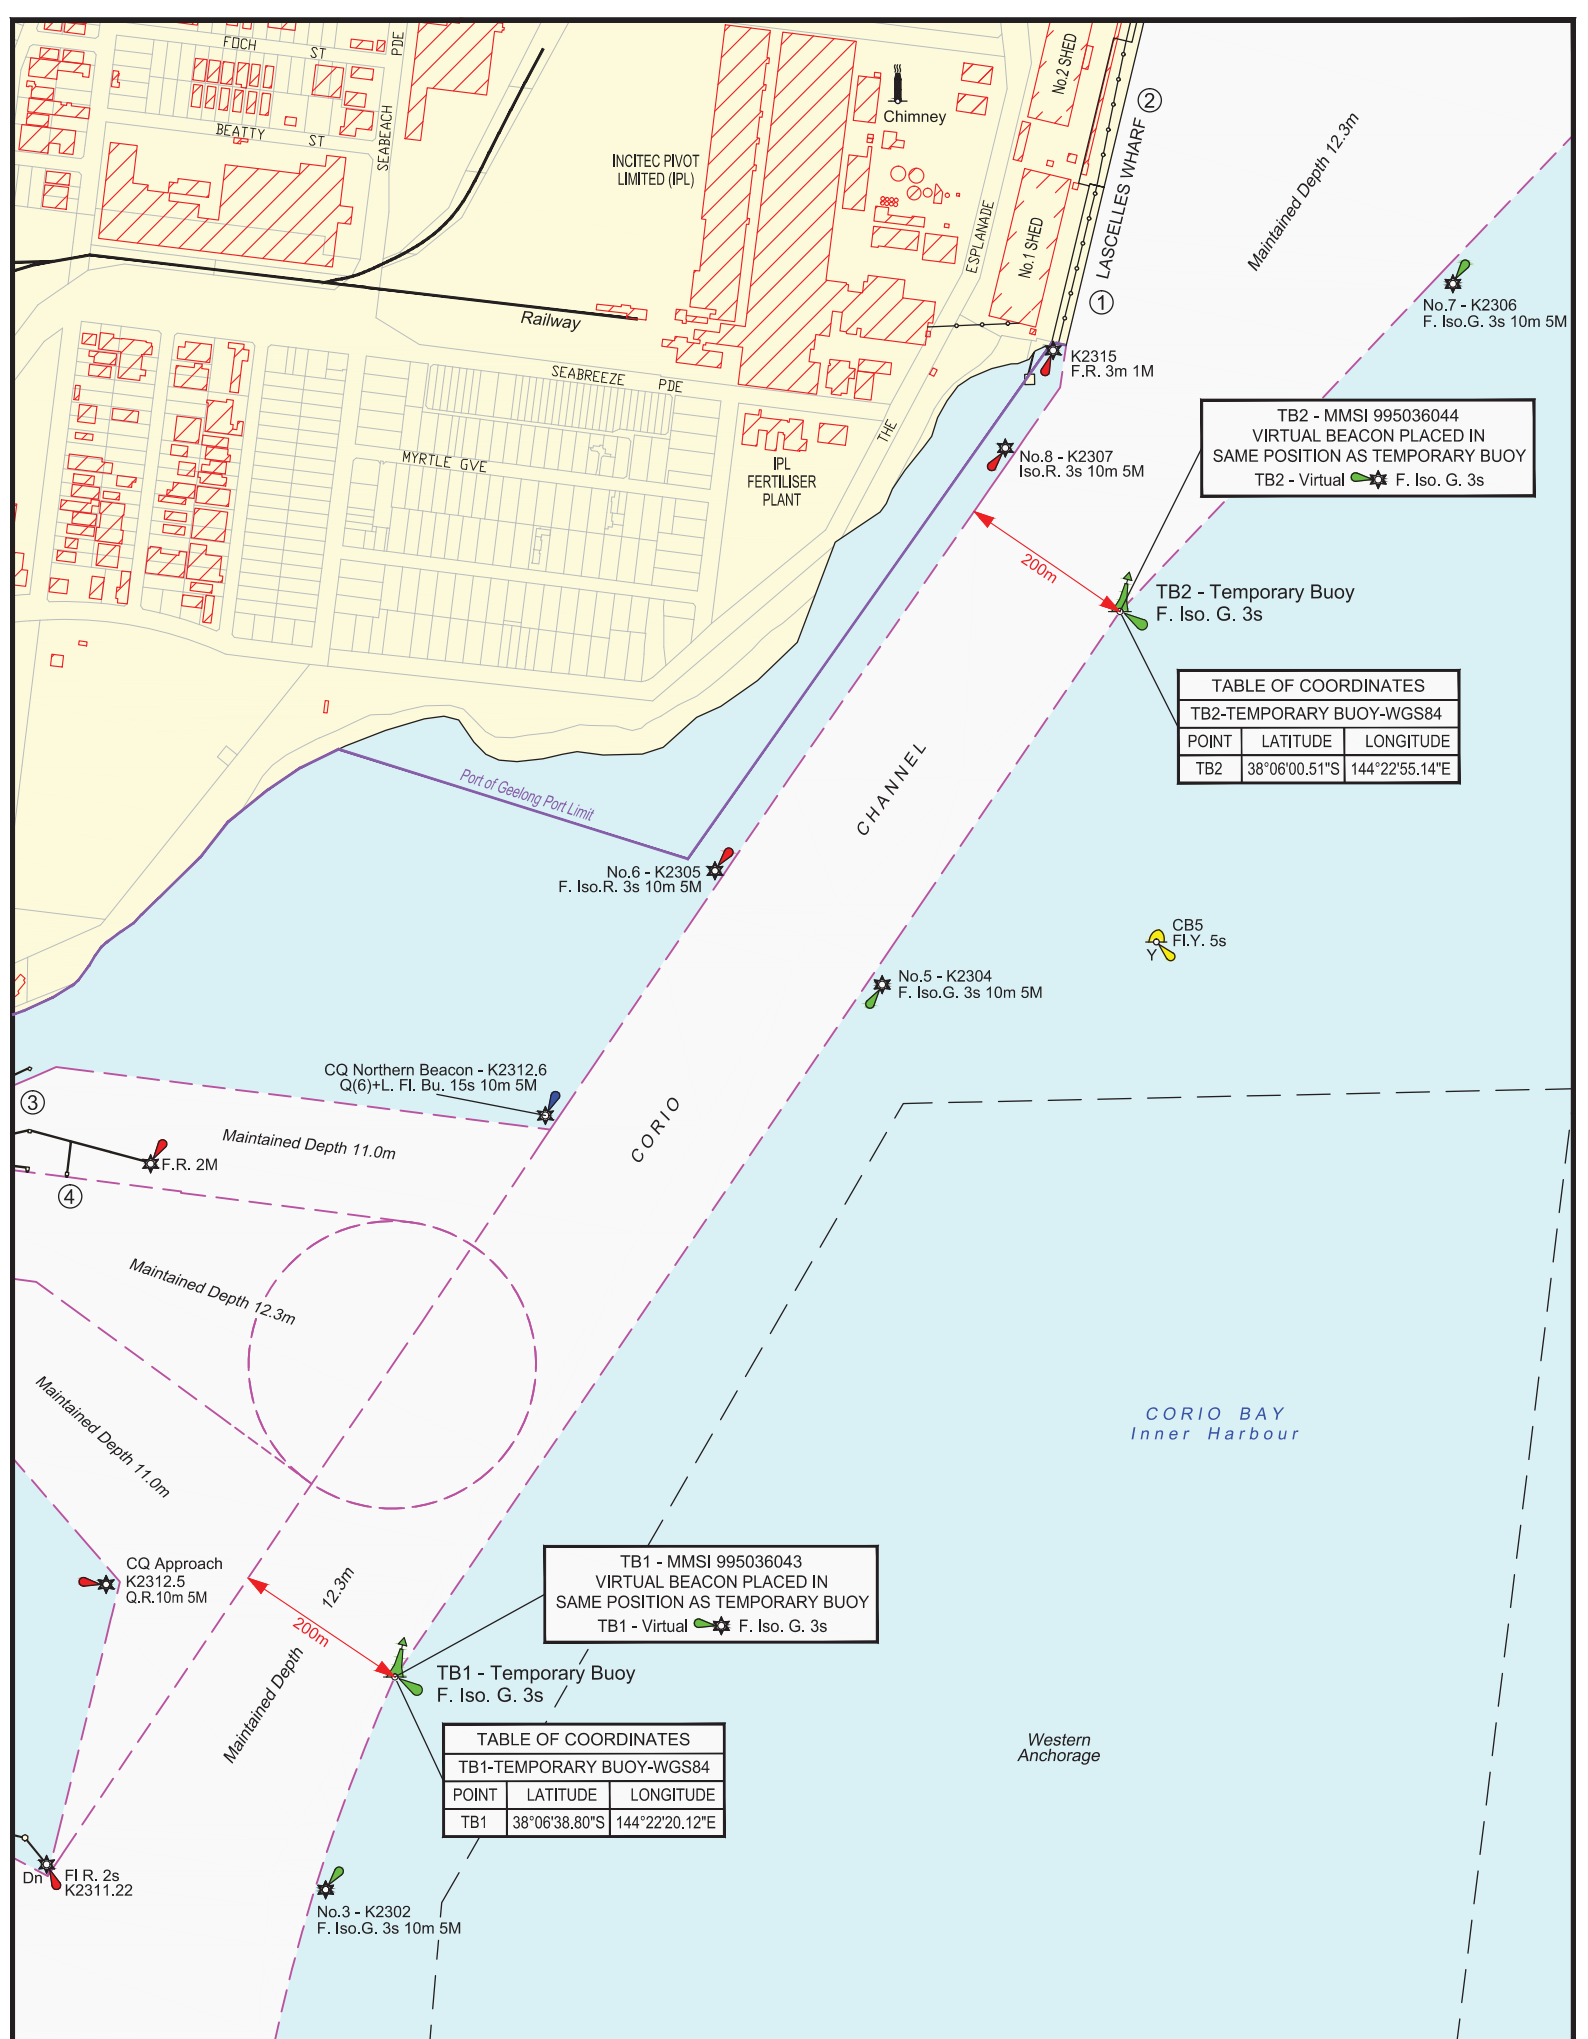 FOCH ST
PDE
BEATTY ST
SEABEACH
Chimney
INCITEC PIVOT
LIMITED (IPL)
No.2 SHED
LASCELLES WHARF
2
1
Maintained Depth 12.3m
ESPLANADE
No.1 SHED
No.7 - K2306
F. Iso.G. 3s 10m 5M
Railway
K2315
F.R. 3m 1M
SEABREEZE PDE
THE
TB2 - MMSI 995036044
VIRTUAL BEACON PLACED IN
SAME POSITION AS TEMPORARY BUOY
TB2 - Virtual F. Iso. G. 3s
MYRTLE GVE
IPL
FERTILISER
PLANT
No.8 - K2307
Iso.R. 3s 10m 5M
200m
TB2 - Temporary Buoy
F. Iso. G. 3s
TABLE OF COORDINATES
TB2-TEMPORARY BUOY-WGS84
POINT LATITUDE LONGITUDE
TB2 38°06'00.51"S 144°22'55.14"E
Port of Geelong Port Limit
CHANNEL
No.6 - K2305
F. Iso.R. 3s 10m 5M
CB5
Fl.Y. 5s
Y
No.5 - K2304
F. Iso.G. 3s 10m 5M
CQ Northern Beacon - K2312.6
Q(6)+L. Fl. Bu. 15s 10m 5M
3
CORIO
Maintained Depth 11.0m
F.R. 2M
4
Maintained Depth 12.3m
Maintained Depth 11.0m
CORIO BAY
Inner Harbour
CQ Approach
K2312.5
Q.R.10m 5M
TB1 - MMSI 995036043
VIRTUAL BEACON PLACED IN
SAME POSITION AS TEMPORARY BUOY
TB1 - Virtual F. Iso. G. 3s
200m
Maintained Depth 12.3m
TB1 - Temporary Buoy
F. Iso. G. 3s
TABLE OF COORDINATES
TB1-TEMPORARY BUOY-WGS84
POINT LATITUDE LONGITUDE
TB1 38°06'38.80"S 144°22'20.12"E
Western
Anchorage
Dn
Fl R. 2s
K2311.22
No.3 - K2302
F. Iso.G. 3s 10m 5M